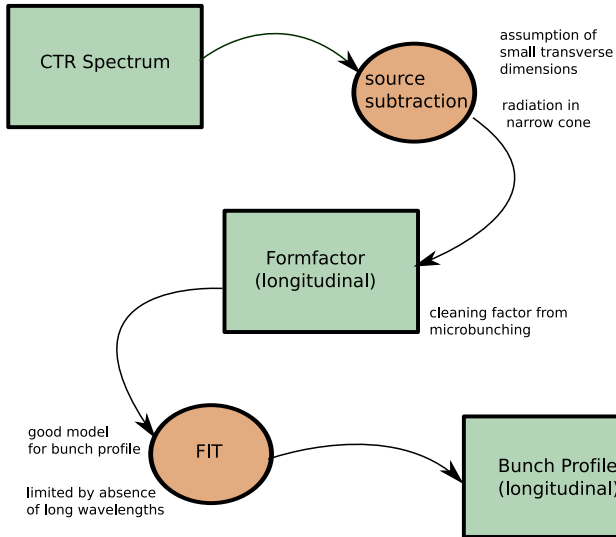 CTR Spectrum
source
subtraction
assumption of
small transverse
dimensions
radiation in
narrow cone
Formfactor
(longitudinal)
cleaning factor from
microbunching
good model
for bunch profile
limited by absence
of long wavelengths
FIT
Bunch Profile
(longitudinal)